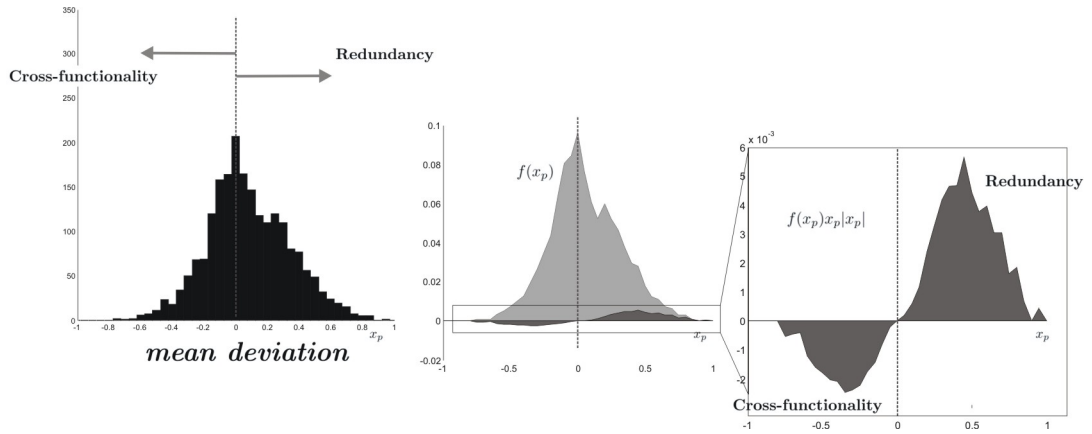 350
300
250
200
150
100
50
0
Cross-functionality
Redundancy
-1 -0.8 -0.6 -0.4 -0.2 0 0.2 0.4 0.6 0.8 1
x_p
mean deviation
0.1
0.08
0.06
0.04
0.02
0
-0.02
f(x_p)
x_p
-1 -0.5 0 0.5 1
x 10^-3
6
5
4
3
2
1
0
-1
-2
Redundancy
f(x_p)x_p|x_p|
x_p
Cross-functionality
-1 -0.5 0 0.5 1